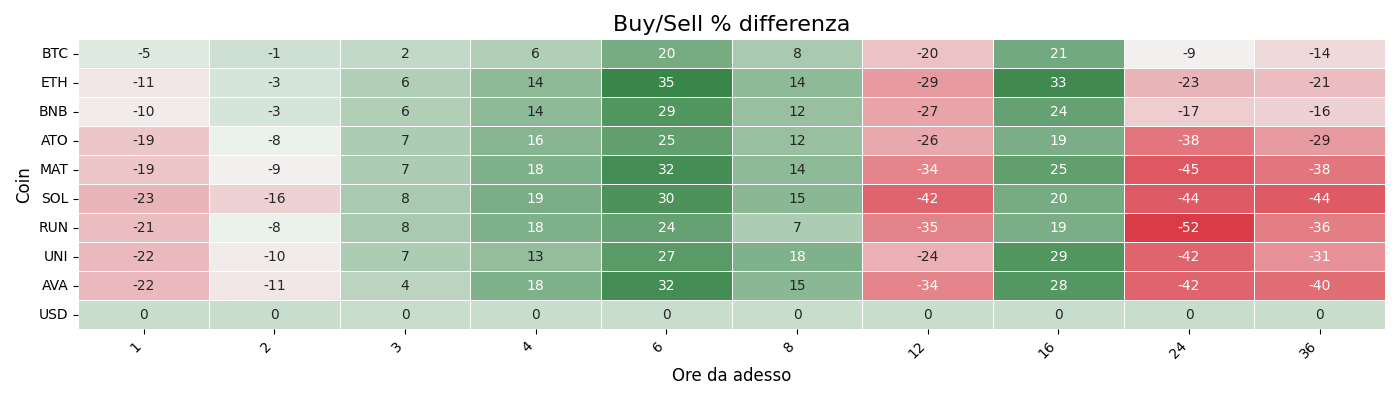 Buy/Sell % differenza
Coin
BTC -5 -1 2 6 20 8 -20 21 -9 -14
ETH -11 -3 6 14 35 14 -29 33 -23 -21
BNB -10 -3 6 14 29 12 -27 24 -17 -16
ATO -19 -8 7 16 25 12 -26 19 -38 -29
MAT -19 -9 7 18 32 14 -34 25 -45 -38
SOL -23 -16 8 19 30 15 -42 20 -44 -44
RUN -21 -8 8 18 24 7 -35 19 -52 -36
UNI -22 -10 7 13 27 18 -24 29 -42 -31
AVA -22 -11 4 18 32 15 -34 28 -42 -40
USD 0 0 0 0 0 0 0 0 0 0
1 2 3 4 6 8 12 16 24 36
Ore da adesso